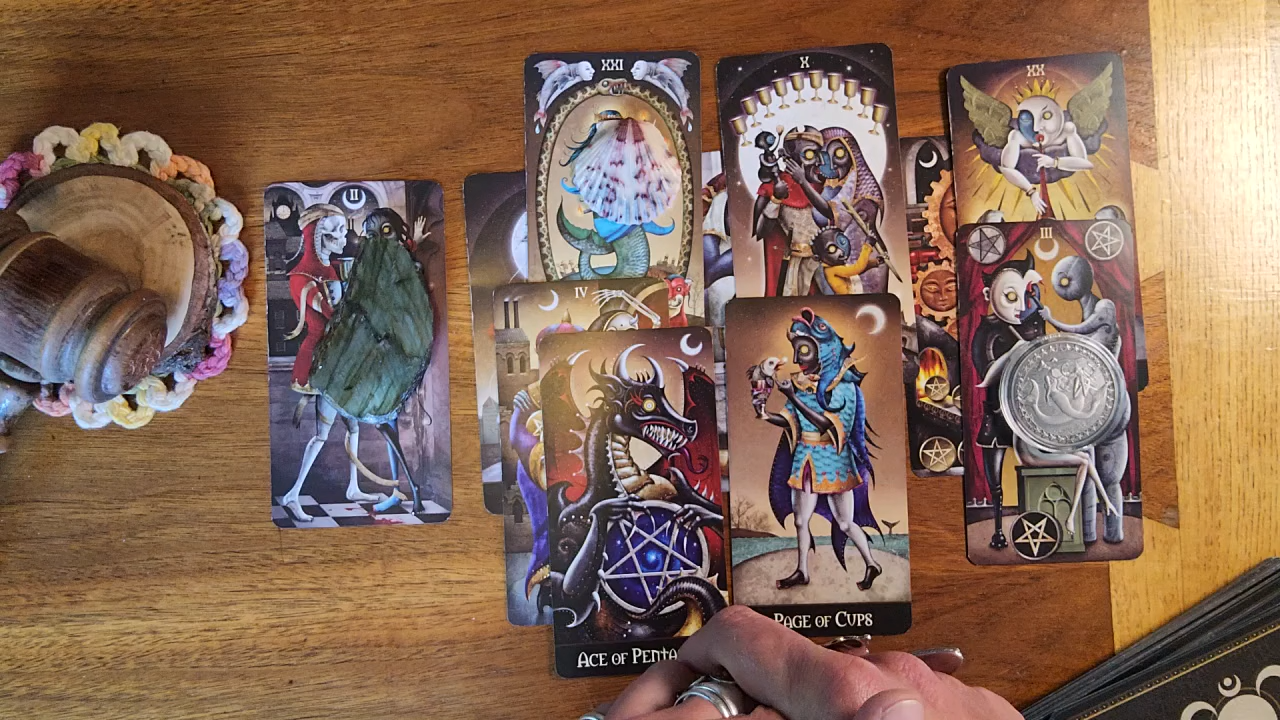 XXI
X
XX
II
III
IV
ACE OF PENTA
PAGE OF CUPS